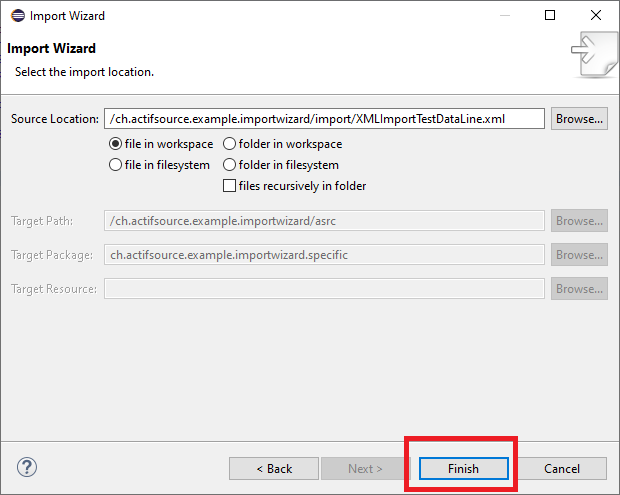 Import Wizard
Import Wizard
Select the import location.
Source Location: /ch.actifsource.example.importwizard/import/XMLImportTestDataLine.xml Browse...
file in workspace folder in workspace
file in filesystem folder in filesystem
files recursively in folder
Target Path: /ch.actifsource.example.importwizard/asrc Browse...
Target Package: ch.actifsource.example.importwizard.specific Browse...
Target Resource: Browse...
? < Back Next > Finish Cancel